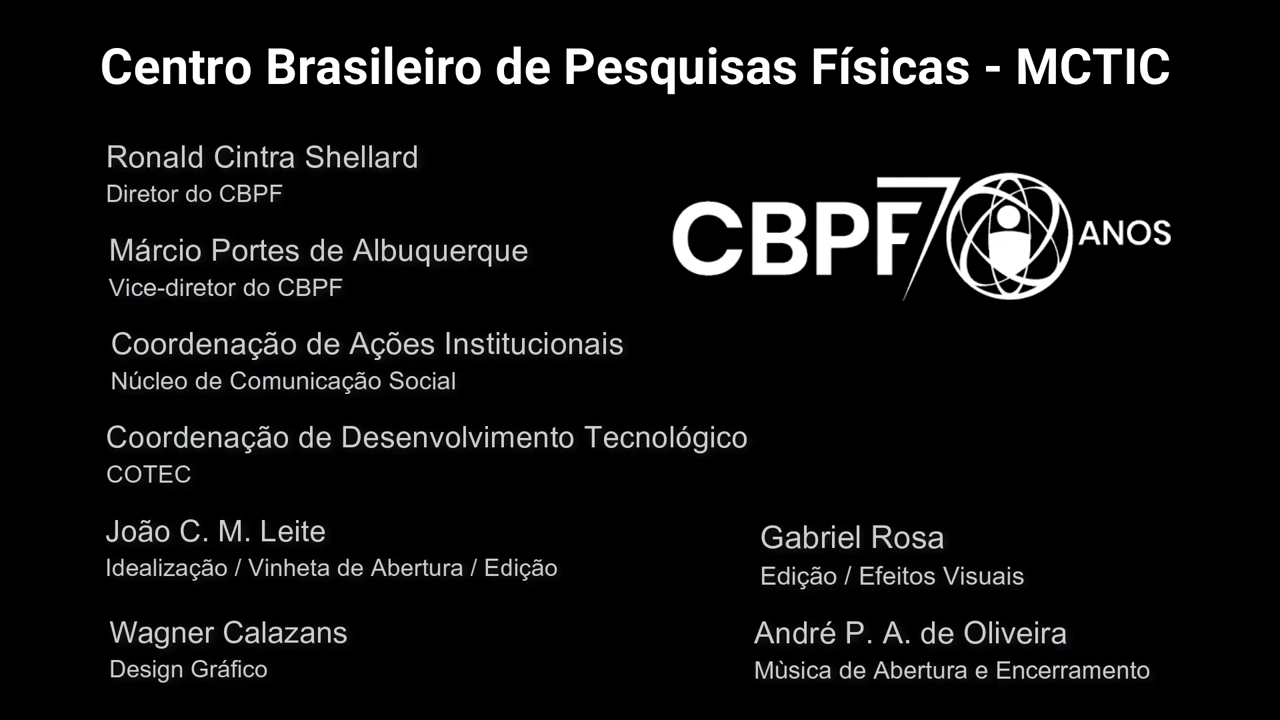 Centro Brasileiro de Pesquisas Físicas - MCTIC
Ronald Cintra Shellard
Diretor do CBPF
CBPF70 ANOS
Márcio Portes de Albuquerque
Vice-diretor do CBPF
Coordenação de Ações Institucionais
Núcleo de Comunicação Social
Coordenação de Desenvolvimento Tecnológico
COTEC
João C. M. Leite
Idealização / Vinheta de Abertura / Edição
Gabriel Rosa
Edição / Efeitos Visuais
Wagner Calazans
Design Gráfico
André P. A. de Oliveira
Mùsica de Abertura e Encerramento